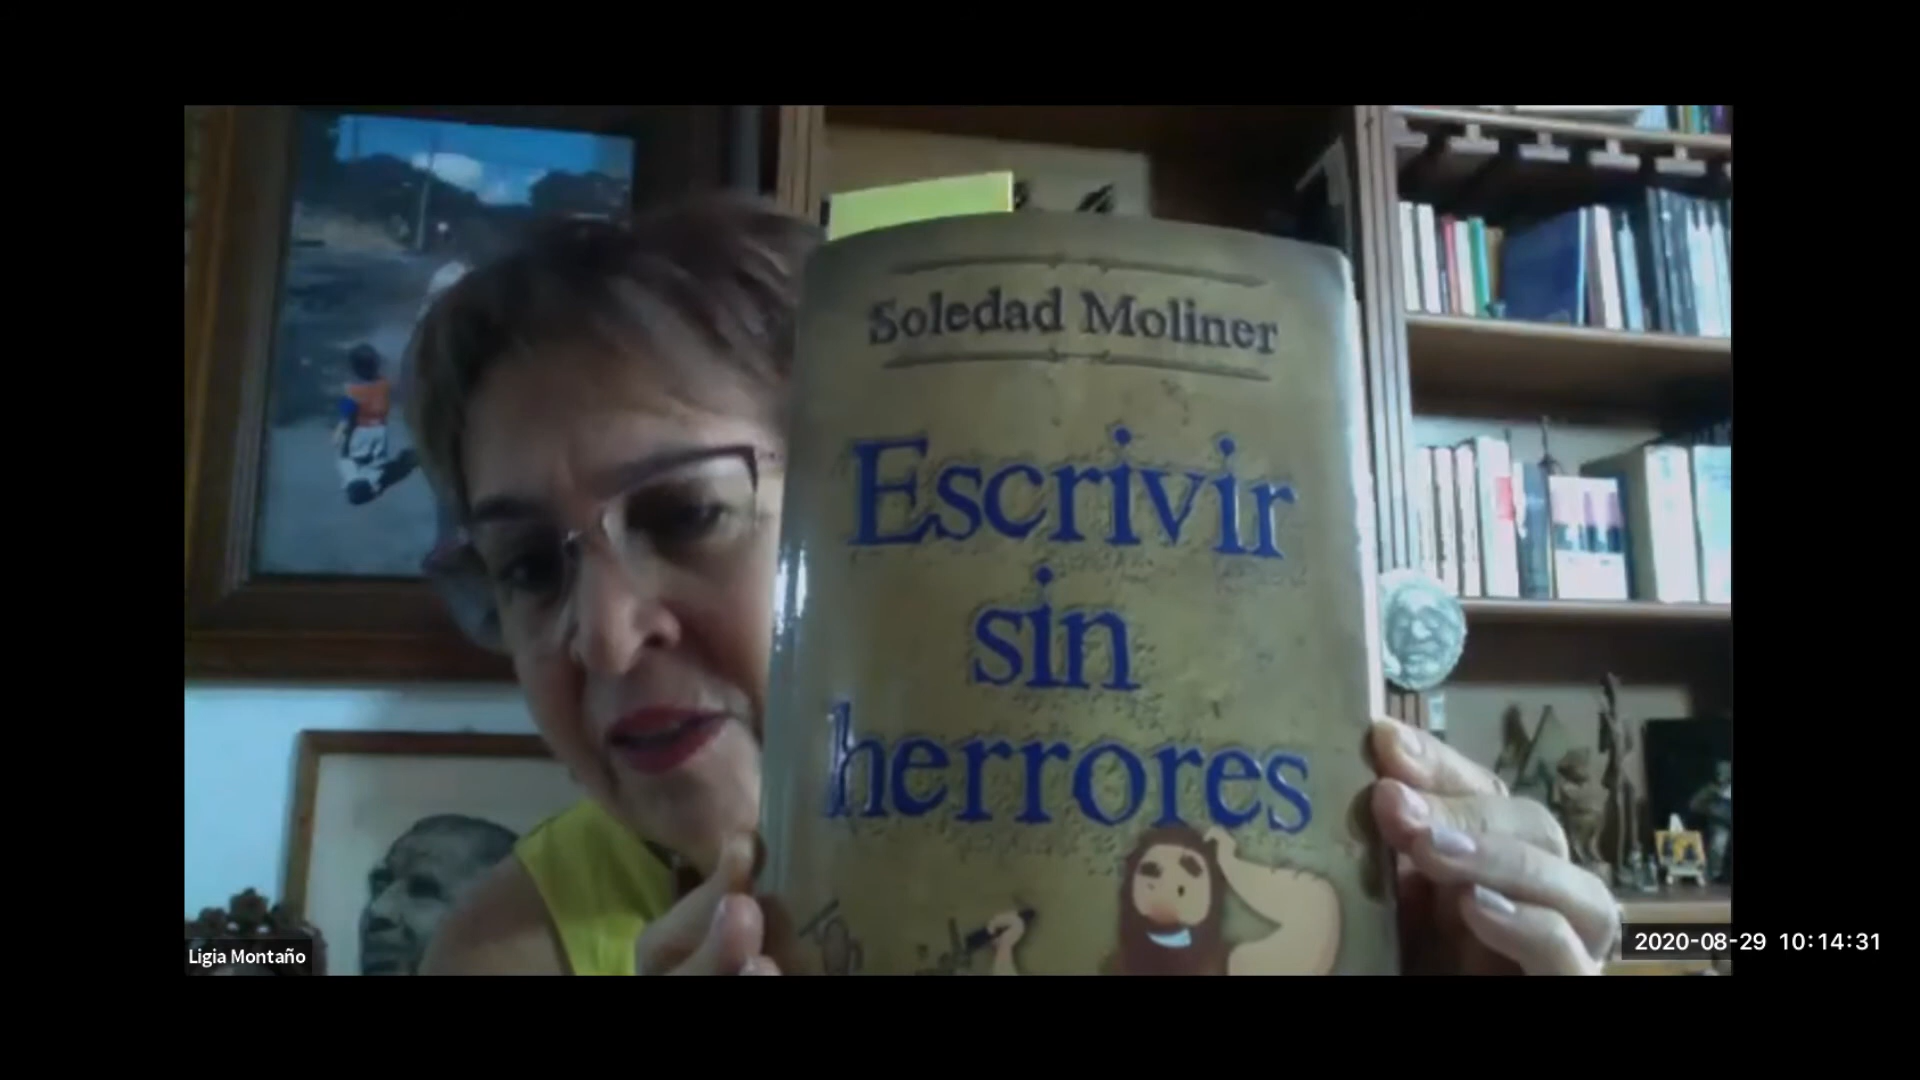 Soledad Moliner
Escrivir
sin
herrores
Ligia Montaño
2020-08-29 10:14:31